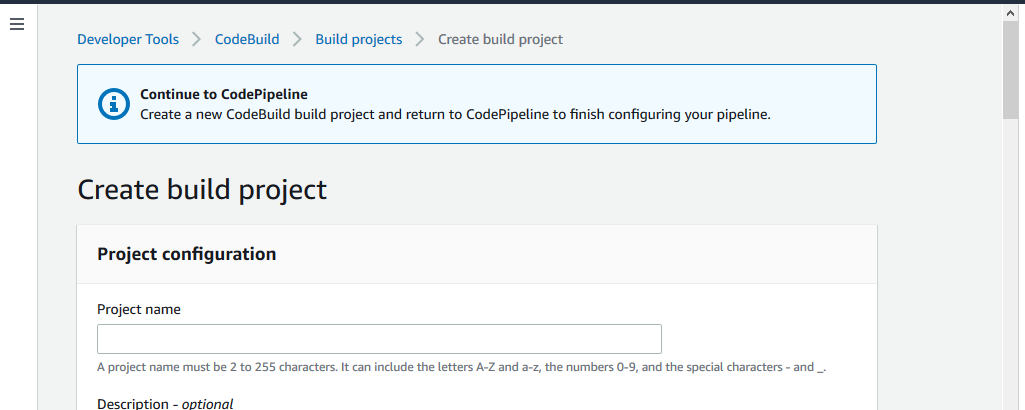 Developer Tools > CodeBuild > Build projects > Create build project
Continue to CodePipeline
Create a new CodeBuild build project and return to CodePipeline to finish configuring your pipeline.
Create build project
Project configuration
Project name
A project name must be 2 to 255 characters. It can include the letters A-Z and a-z, the numbers 0-9, and the special characters - and _.
Description - optional